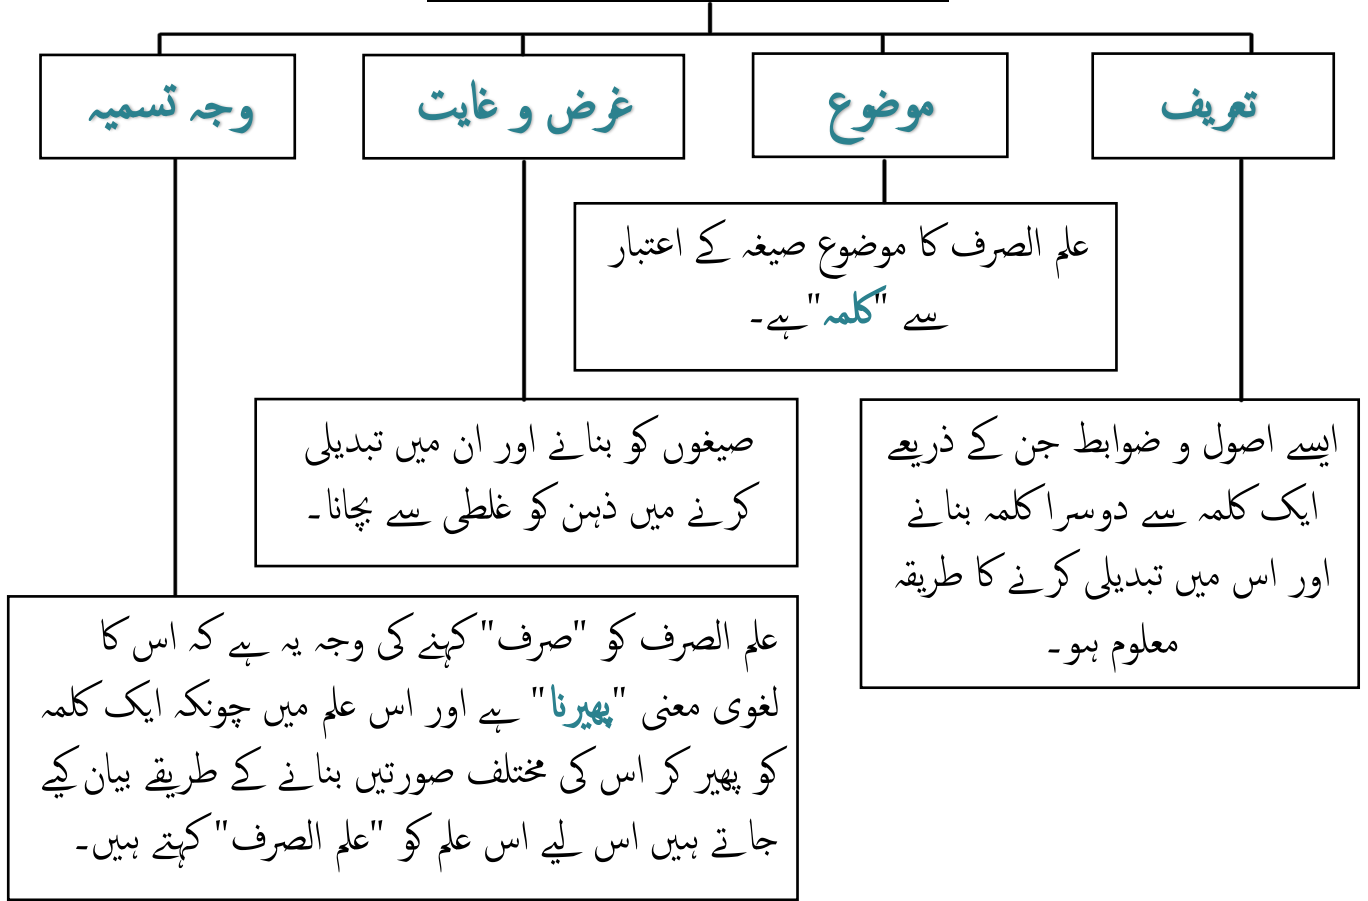 تعریف
موضوع
غرض و غایت
وجہ تسمیہ
علم الصرف کا موضوع صیغہ کے اعتبار
سے "کلمہ" ہے۔
ایسے اصول و ضوابط جن کے ذریعے
ایک کلمہ سے دوسرا کلمہ بنانے
اور اس میں تبدیلی کرنے کا طریقہ
معلوم ہو۔
صیغوں کو بنانے اور ان میں تبدیلی
کرنے میں ذہن کو غلطی سے بچانا۔
علم الصرف کو "صرف" کہنے کی وجہ یہ ہے کہ اس کا
لغوی معنی "پھیرنا" ہے اور اس علم میں چونکہ ایک کلمہ
کو پھیر کر اس کی مختلف صورتیں بنانے کے طریقے بیان کیے
جاتے ہیں اس لیے اس علم کو "علم الصرف" کہتے ہیں۔